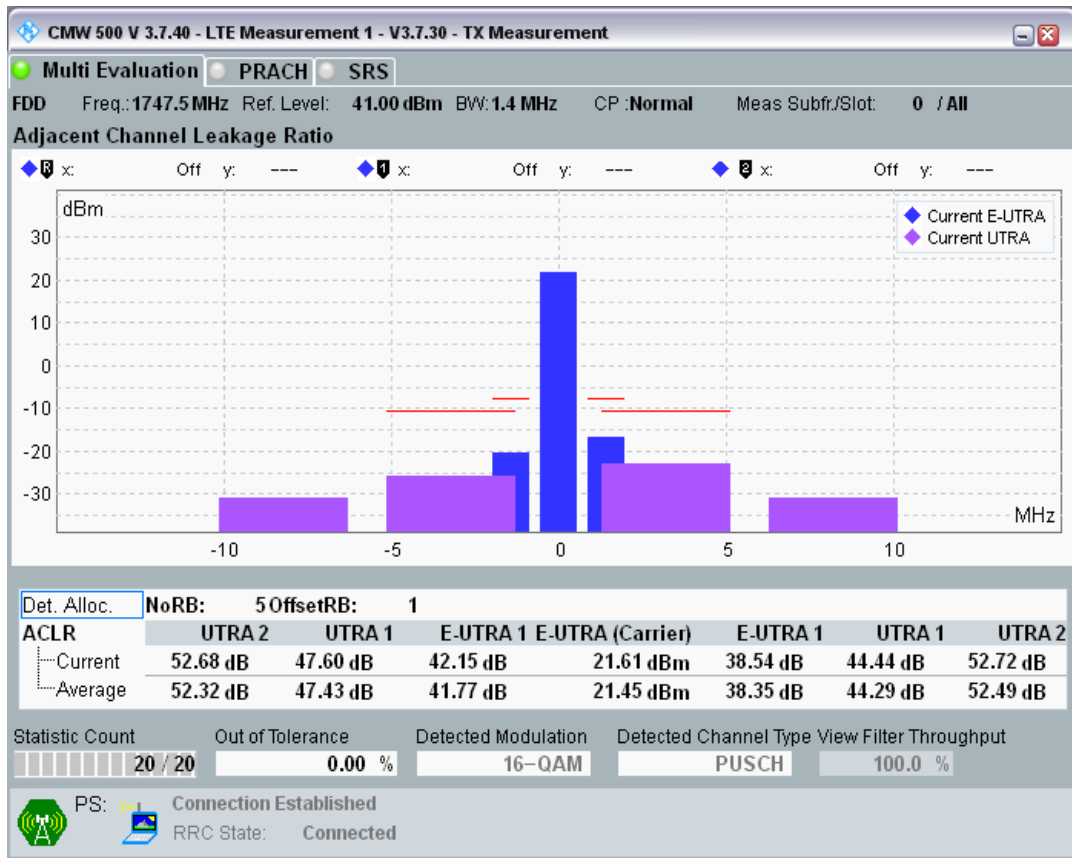 CMW 500 V 3.7.40 - LTE Measurement 1 - V3.7.30 - TX Measurement
Multi Evaluation PRACH SRS
FDD Freq.: 1747.5 MHz Ref. Level: 41.00 dBm BW: 1.4 MHz CP :Normal Meas Subfr./Slot: 0 / All
Adjacent Channel Leakage Ratio
R x: Off y: --- 1 x: Off y: --- 2 x: Off y: ---
dBm
Current E-UTRA
Current UTRA
30
20
10
0
-10
-20
-30
MHz
-10 -5 0 5 10
Det. Alloc. NoRB: 5 OffsetRB: 1
ACLR UTRA 2 UTRA 1 E-UTRA 1 E-UTRA (Carrier) E-UTRA 1 UTRA 1 UTRA 2
Current 52.68 dB 47.60 dB 42.15 dB 21.61 dBm 38.54 dB 44.44 dB 52.72 dB
Average 52.32 dB 47.43 dB 41.77 dB 21.45 dBm 38.35 dB 44.29 dB 52.49 dB
Statistic Count Out of Tolerance Detected Modulation Detected Channel Type View Filter Throughput
20 / 20 0.00 % 16-QAM PUSCH 100.0 %
PS: Connection Established
RRC State: Connected